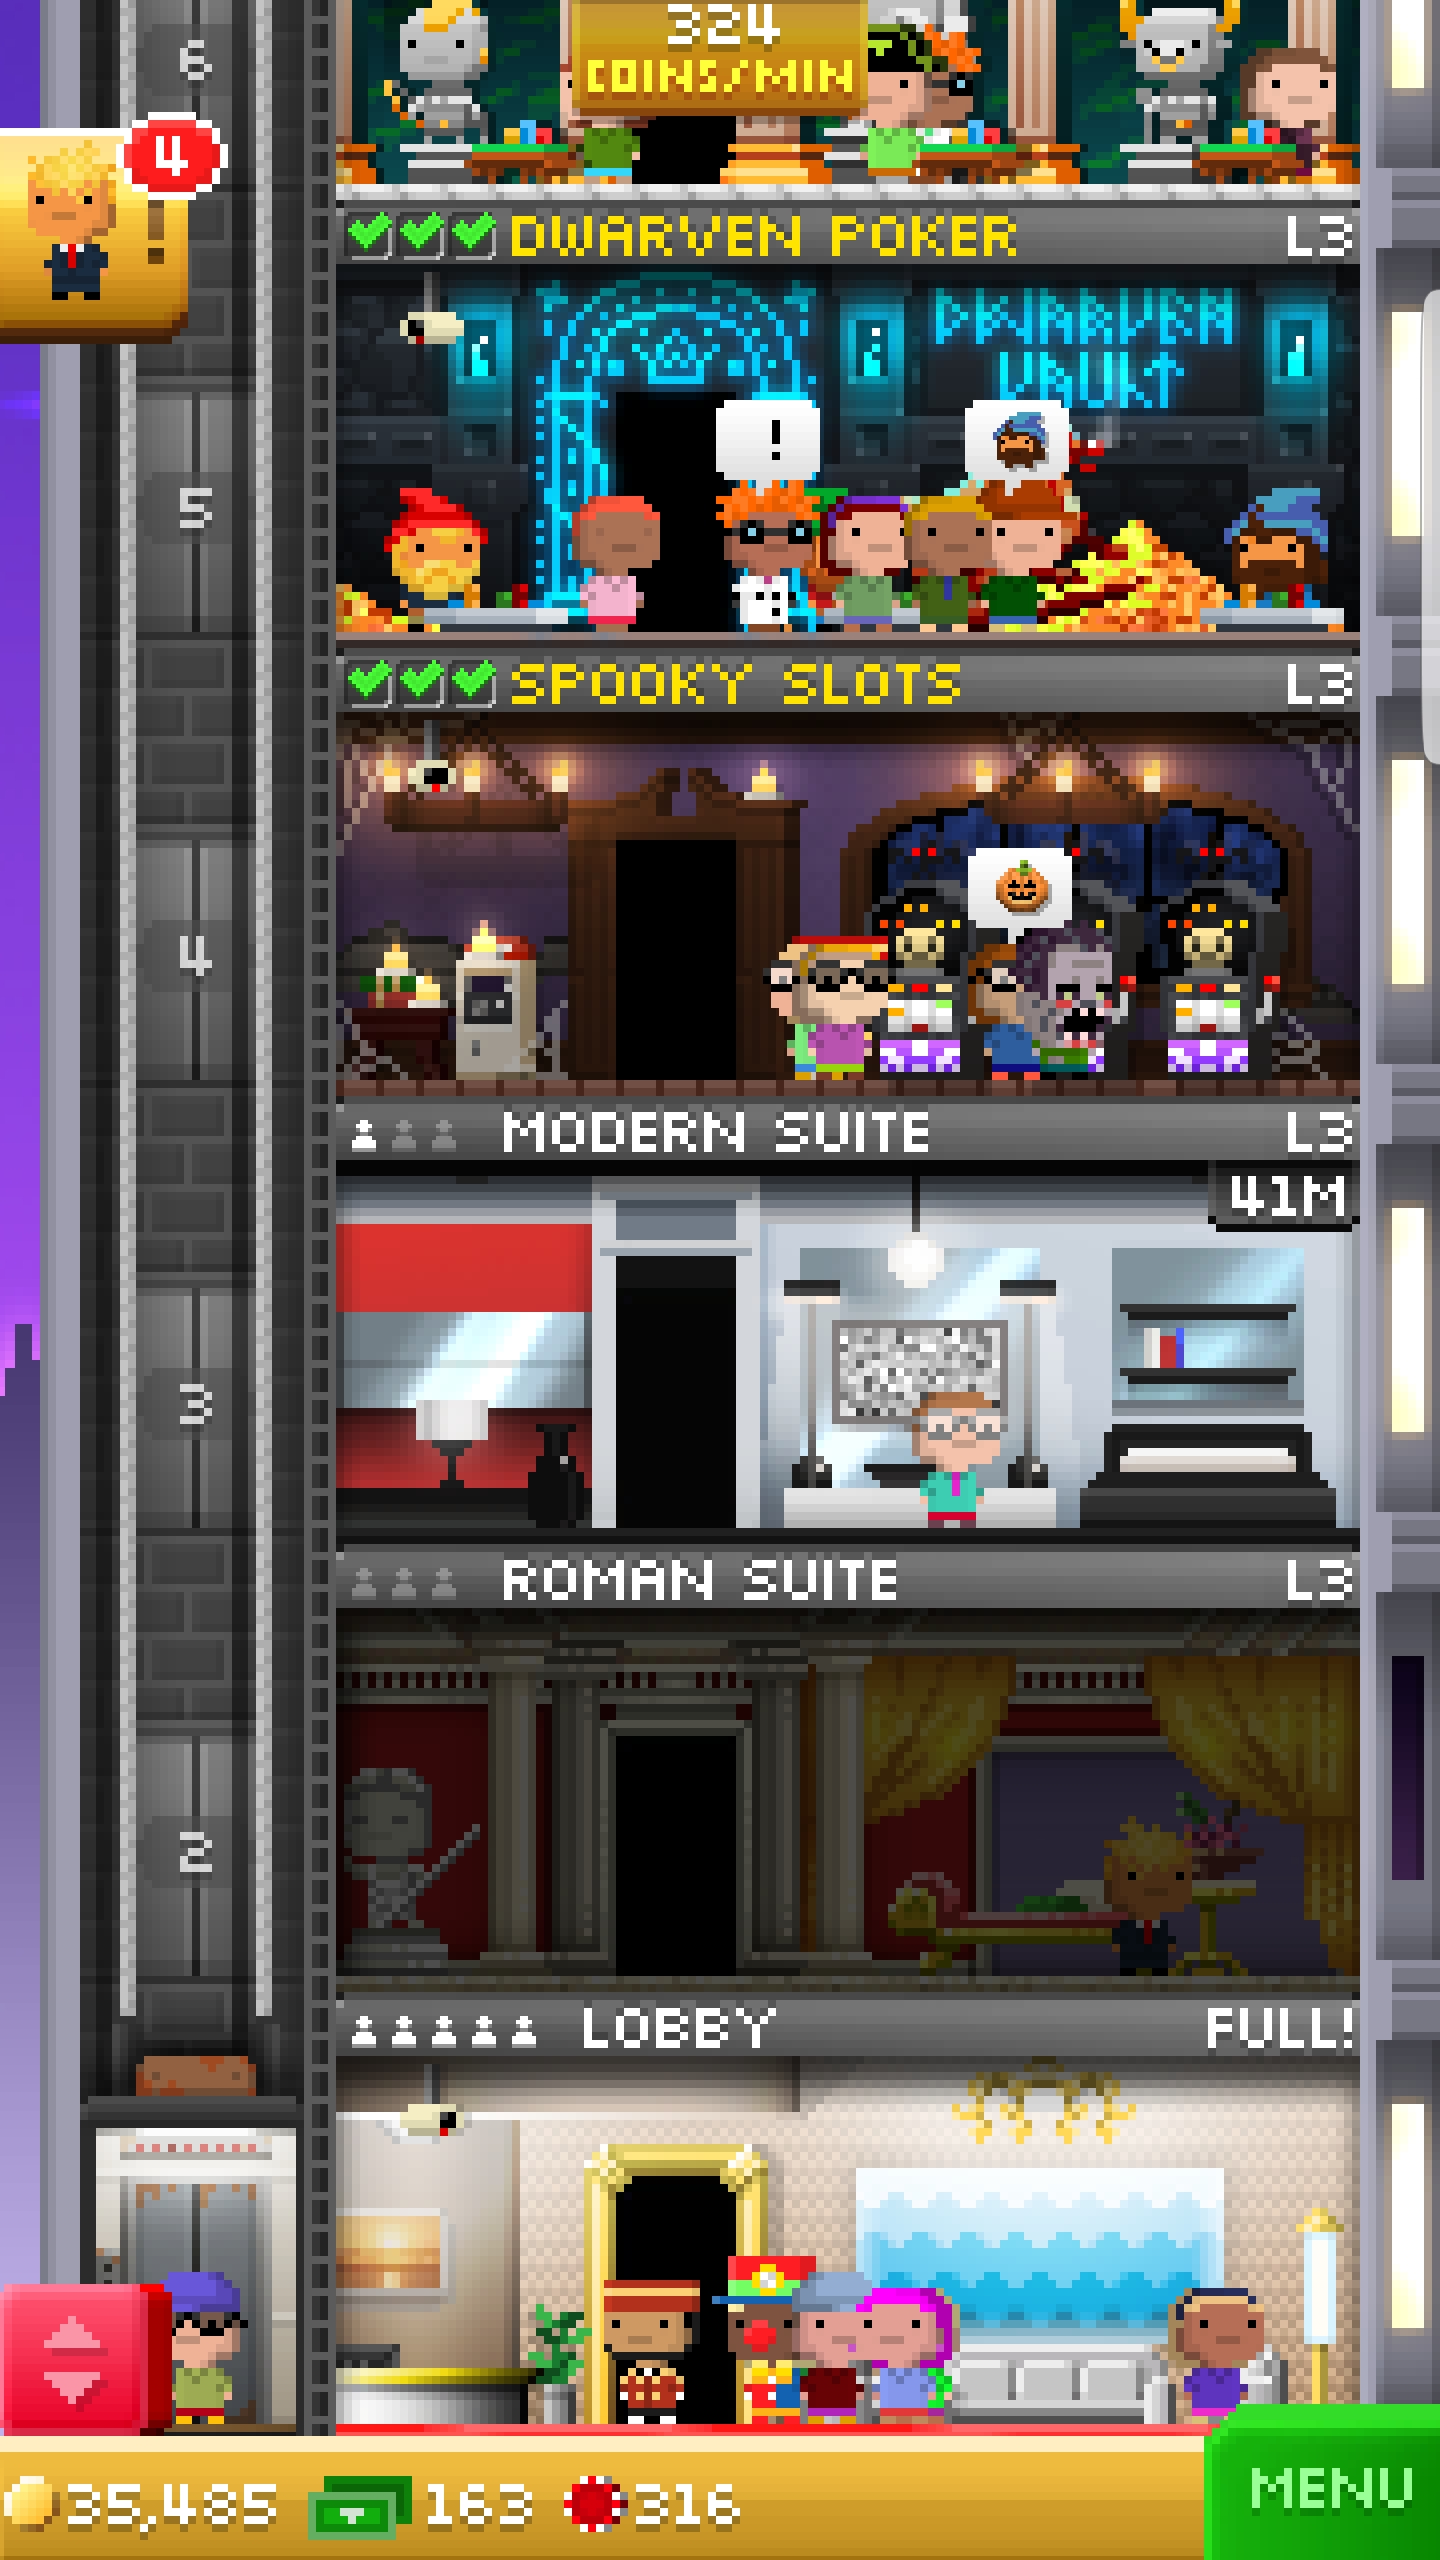 324
COINS/MIN
6
4
!
DWARVEN POKER L3
DWARVEN
VAULT
!
5
SPOOKY SLOTS L3
4
MODERN SUITE L3
41M
3
ROMAN SUITE L3
2
LOBBY FULL!
35,485 163 316
MENU